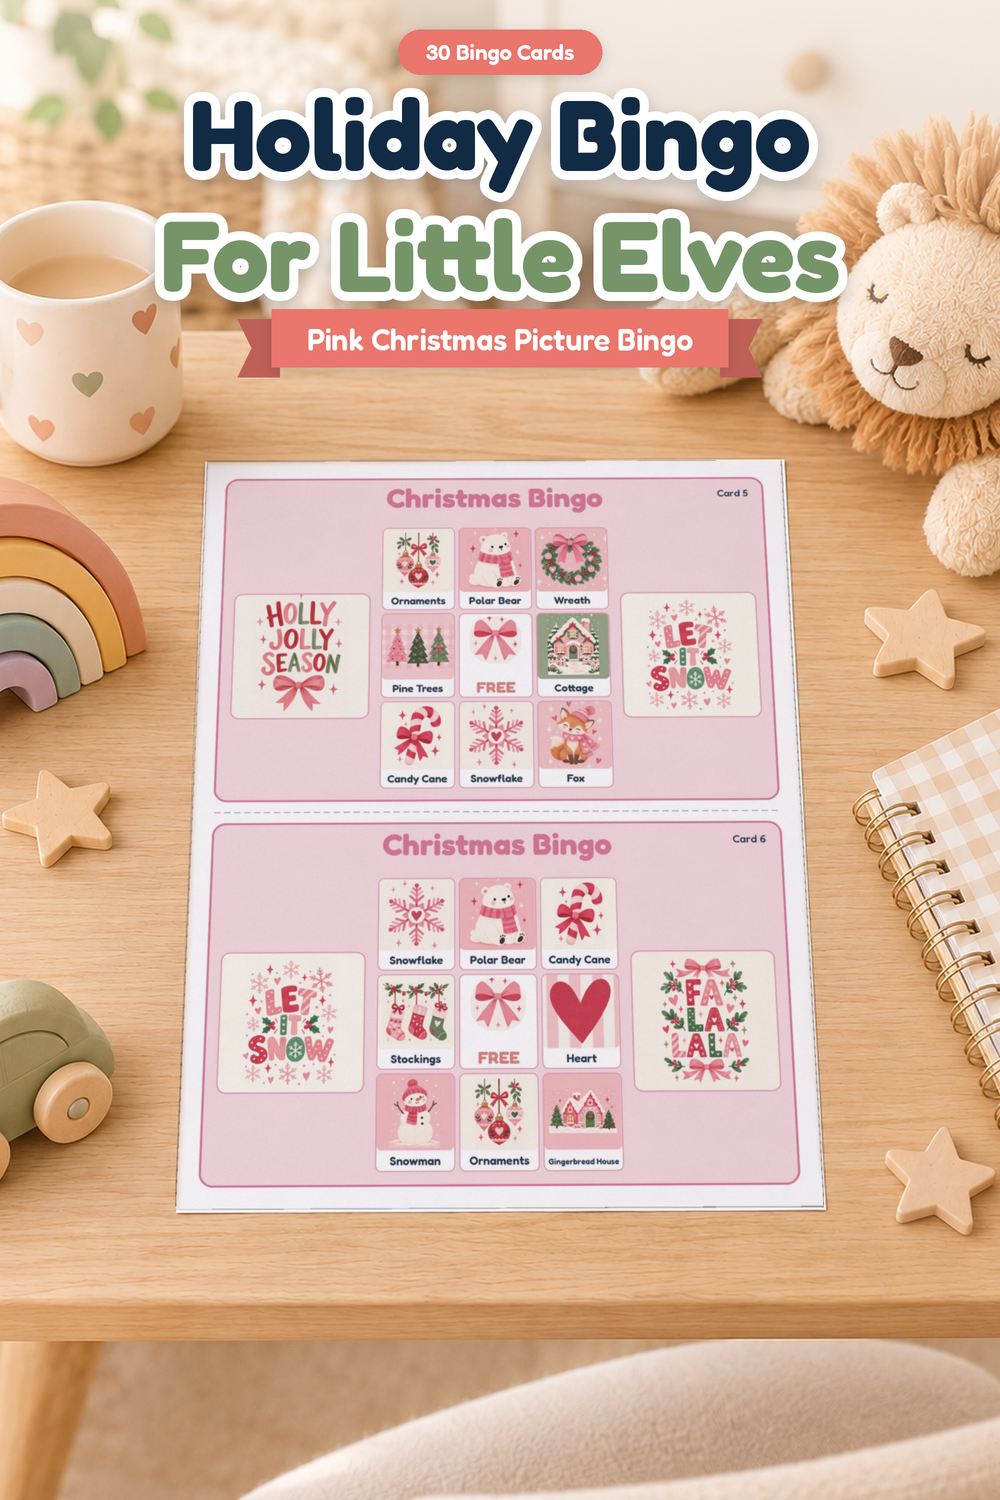 30 Bingo Cards
Holiday Bingo
For Little Elves
Pink Christmas Picture Bingo
Christmas Bingo
Card 5
Ornaments
Polar Bear
Wreath
HOLLY
JOLLY
SEASON
Pine Trees
FREE
Cottage
LET
IT
SNOW
Candy Cane
Snowflake
Fox
Christmas Bingo
Card 6
Snowflake
Polar Bear
Candy Cane
LET
IT
SNOW
Stockings
FREE
Heart
FA
LA
LALA
Snowman
Ornaments
Gingerbread House